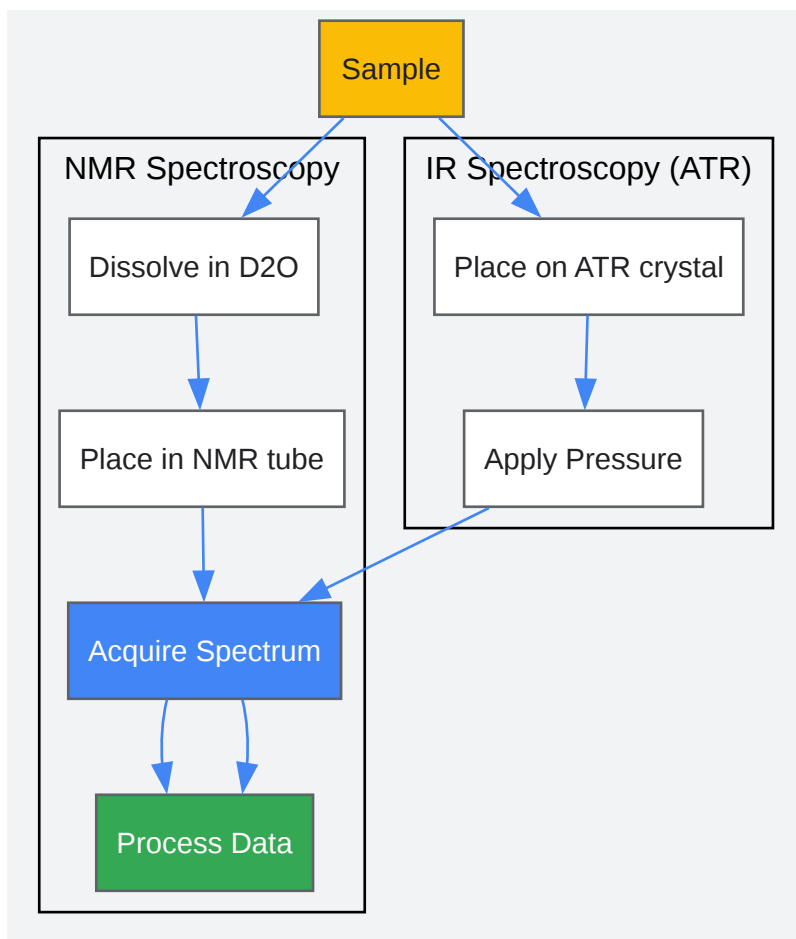 Sample
NMR Spectroscopy
IR Spectroscopy (ATR)
Dissolve in D2O
Place on ATR crystal
Place in NMR tube
Apply Pressure
Acquire Spectrum
Process Data